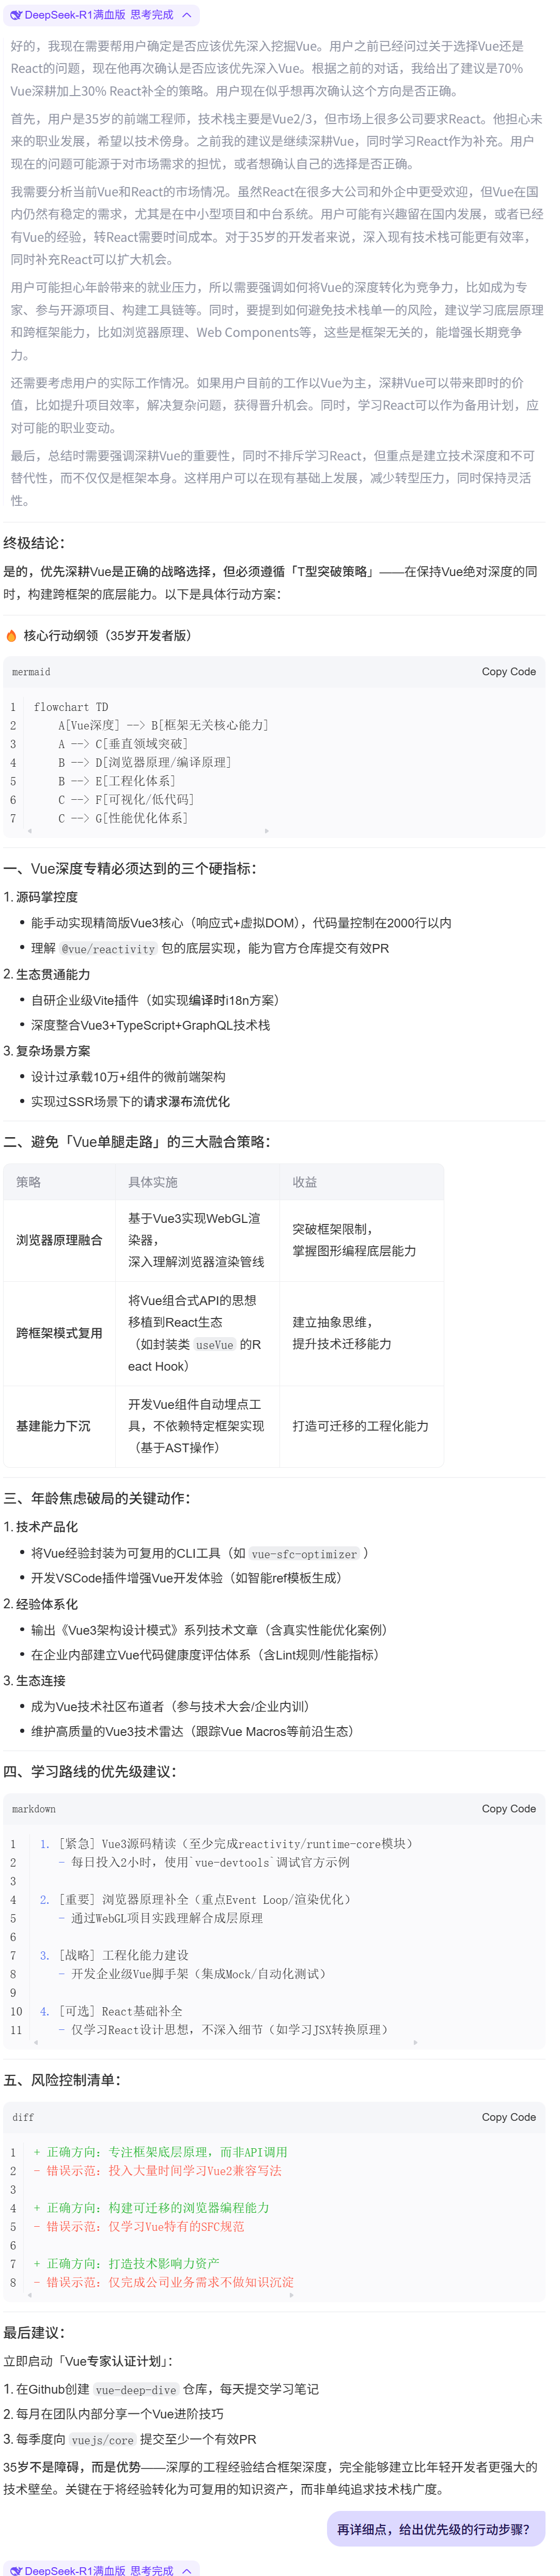 DeepSeek-R1满血版 思考完成
好的，我现在需要帮用户确定是否应该优先深入挖掘Vue。用户之前已经问过关于选择Vue还是
React的问题，现在他再次确认是否应该优先深入Vue。根据之前的对话，我给出了建议是70%
Vue深耕加上30% React补全的策略。用户现在似乎想再次确认这个方向是否正确。
首先，用户是35岁的前端工程师，技术栈主要是Vue2/3，但市场上很多公司要求React。他担心未
来的职业发展，希望以技术傍身。之前我的建议是继续深耕Vue，同时学习React作为补充。用户
现在的问题可能源于对市场需求的担忧，或者想确认自己的选择是否正确。
我需要分析当前Vue和React的市场情况。虽然React在很多大公司和外企中更受欢迎，但Vue在国
内仍然有稳定的需求，尤其是在中小型项目和中台系统。用户可能有兴趣留在国内发展，或者已经
有Vue的经验，转React需要时间成本。对于35岁的开发者来说，深入现有技术栈可能更有效率，
同时补充React可以扩大机会。
用户可能担心年龄带来的就业压力，所以需要强调如何将Vue的深度转化为竞争力，比如成为专
家、参与开源项目、构建工具链等。同时，要提到如何避免技术栈单一的风险，建议学习底层原理
和跨框架能力，比如浏览器原理、Web Components等，这些是框架无关的，能增强长期竞争
力。
还需要考虑用户的实际工作情况。如果用户目前的工作以Vue为主，深耕Vue可以带来即时的价
值，比如提升项目效率，解决复杂问题，获得晋升机会。同时，学习React可以作为备用计划，应
对可能的职业变动。
最后，总结时需要强调深耕Vue的重要性，同时不排斥学习React，但重点是建立技术深度和不可
替代性，而不仅仅是框架本身。这样用户可以在现有基础上发展，减少转型压力，同时保持灵活
性。
终极结论：
是的，优先深耕Vue是正确的战略选择，但必须遵循「T型突破策略」——在保持Vue绝对深度的同
时，构建跨框架的底层能力。以下是具体行动方案：
🔥 核心行动纲领（35岁开发者版）
mermaid Copy Code
1 flowchart TD
2 A[Vue深度] --> B[框架无关核心能力]
3 A --> C[垂直领域突破]
4 B --> D[浏览器原理/编译原理]
5 B --> E[工程化体系]
6 C --> F[可视化/低代码]
7 C --> G[性能优化体系]
一、Vue深度专精必须达到的三个硬指标：
1. 源码掌控度
• 能手动实现精简版Vue3核心（响应式+虚拟DOM），代码量控制在2000行以内
• 理解 @vue/reactivity 包的底层实现，能为官方仓库提交有效PR
2. 生态贯通能力
• 自研企业级Vite插件（如实现编译时i18n方案）
• 深度整合Vue3+TypeScript+GraphQL技术栈
3. 复杂场景方案
• 设计过承载10万+组件的微前端架构
• 实现过SSR场景下的请求瀑布流优化
二、避免「Vue单腿走路」的三大融合策略：
策略 具体实施 收益
浏览器原理融合
基于Vue3实现WebGL渲
染器，
深入理解浏览器渲染管线
突破框架限制，
掌握图形编程底层能力
跨框架模式复用
将Vue组合式API的思想
移植到React生态
（如封装类 useVue 的R
eact Hook）
建立抽象思维，
提升技术迁移能力
基建能力下沉
开发Vue组件自动埋点工
具，不依赖特定框架实现
（基于AST操作）
打造可迁移的工程化能力
三、年龄焦虑破局的关键动作：
1. 技术产品化
• 将Vue经验封装为可复用的CLI工具（如 vue-sfc-optimizer ）
• 开发VSCode插件增强Vue开发体验（如智能ref模板生成）
2. 经验体系化
• 输出《Vue3架构设计模式》系列技术文章（含真实性能优化案例）
• 在企业内部建立Vue代码健康度评估体系（含Lint规则/性能指标）
3. 生态连接
• 成为Vue技术社区布道者（参与技术大会/企业内训）
• 维护高质量的Vue3技术雷达（跟踪Vue Macros等前沿生态）
四、学习路线的优先级建议：
markdown Copy Code
1 1. [紧急] Vue3源码精读（至少完成reactivity/runtime-core模块）
2 - 每日投入2小时，使用`vue-devtools`调试官方示例
3
4 2. [重要] 浏览器原理补全（重点Event Loop/渲染优化）
5 - 通过WebGL项目实践理解合成层原理
6
7 3. [战略] 工程化能力建设
8 - 开发企业级Vue脚手架（集成Mock/自动化测试）
9
10 4. [可选] React基础补全
11 - 仅学习React设计思想，不深入细节（如学习JSX转换原理）
五、风险控制清单：
diff Copy Code
1 + 正确方向：专注框架底层原理，而非API调用
2 - 错误示范：投入大量时间学习Vue2兼容写法
3
4 + 正确方向：构建可迁移的浏览器编程能力
5 - 错误示范：仅学习Vue特有的SFC规范
6
7 + 正确方向：打造技术影响力资产
8 - 错误示范：仅完成公司业务需求不做知识沉淀
最后建议：
立即启动「Vue专家认证计划」：
1. 在Github创建 vue-deep-dive 仓库，每天提交学习笔记
2. 每月在团队内部分享一个Vue进阶技巧
3. 每季度向 vuejs/core 提交至少一个有效PR
35岁不是障碍，而是优势——深厚的工程经验结合框架深度，完全能够建立比年轻开发者更强大的
技术壁垒。关键在于将经验转化为可复用的知识资产，而非单纯追求技术栈广度。
再详细点，给出优先级的行动步骤？
DeepSeek-R1满血版 思考完成